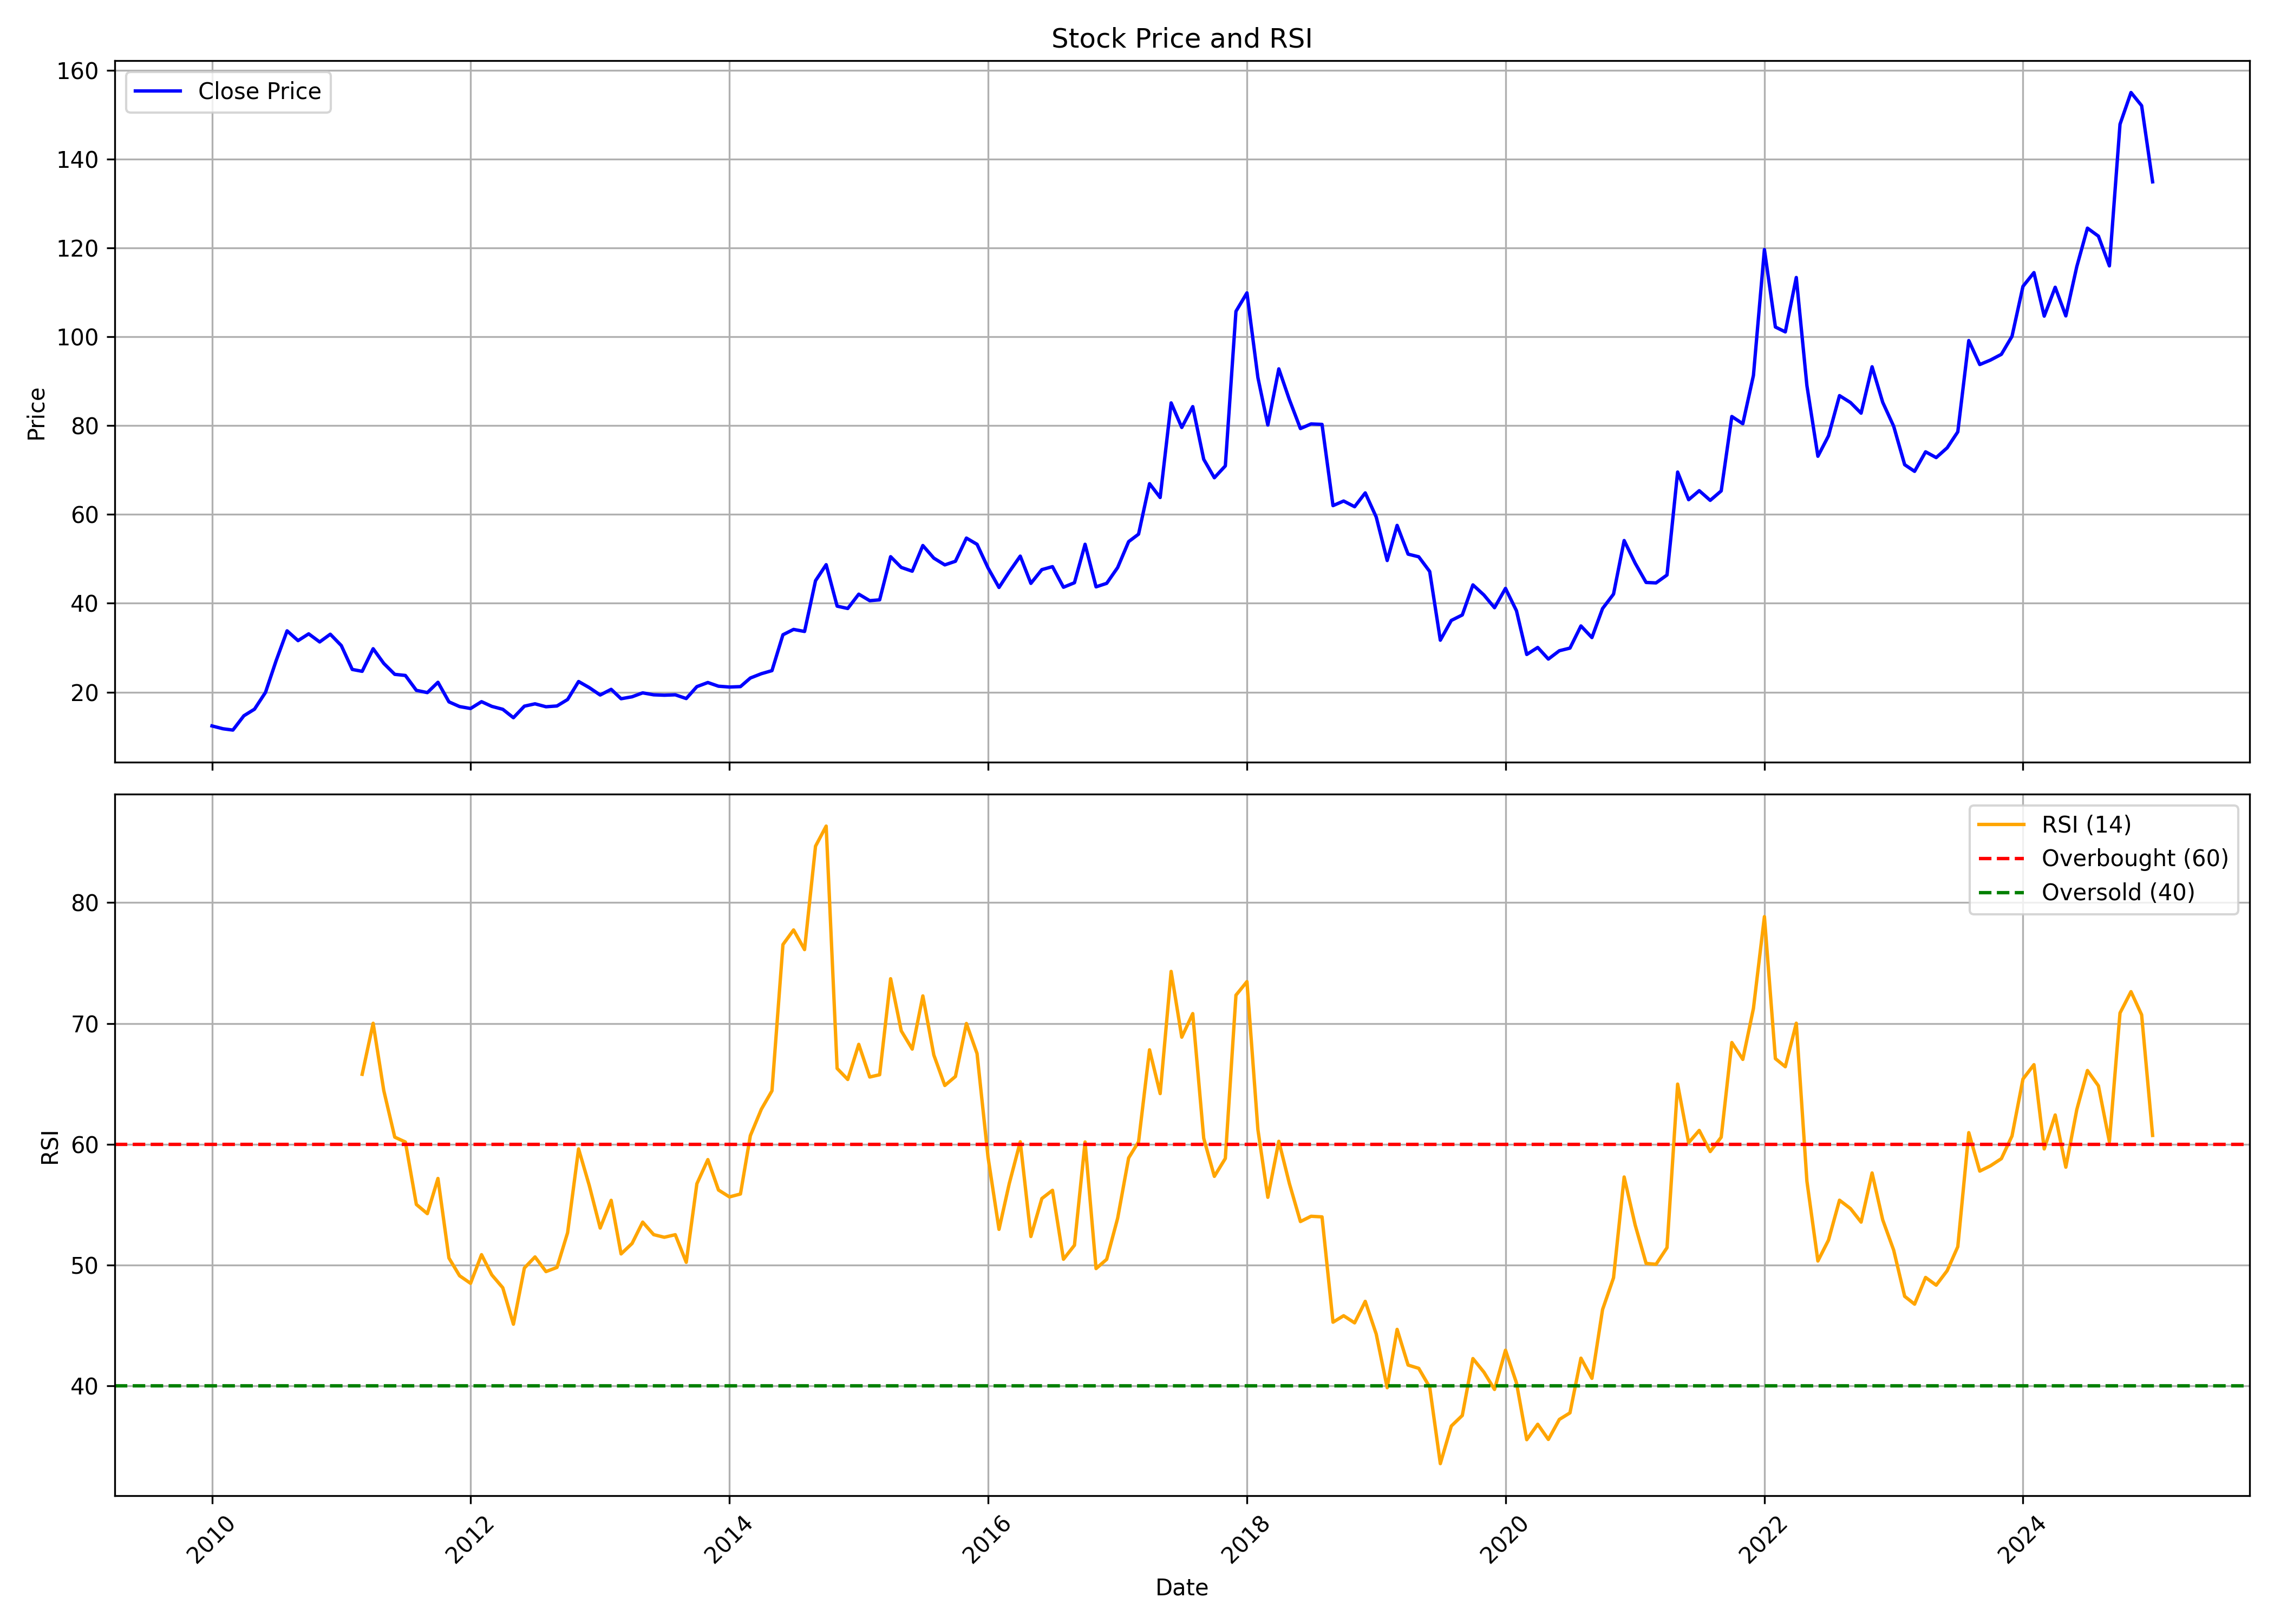 Stock Price and RSI
Close Price
160
140
120
100
80
60
40
20
Price
RSI (14)
Overbought (60)
Oversold (40)
80
70
60
50
40
RSI
2010
2012
2014
2016
2018
2020
2022
2024
Date